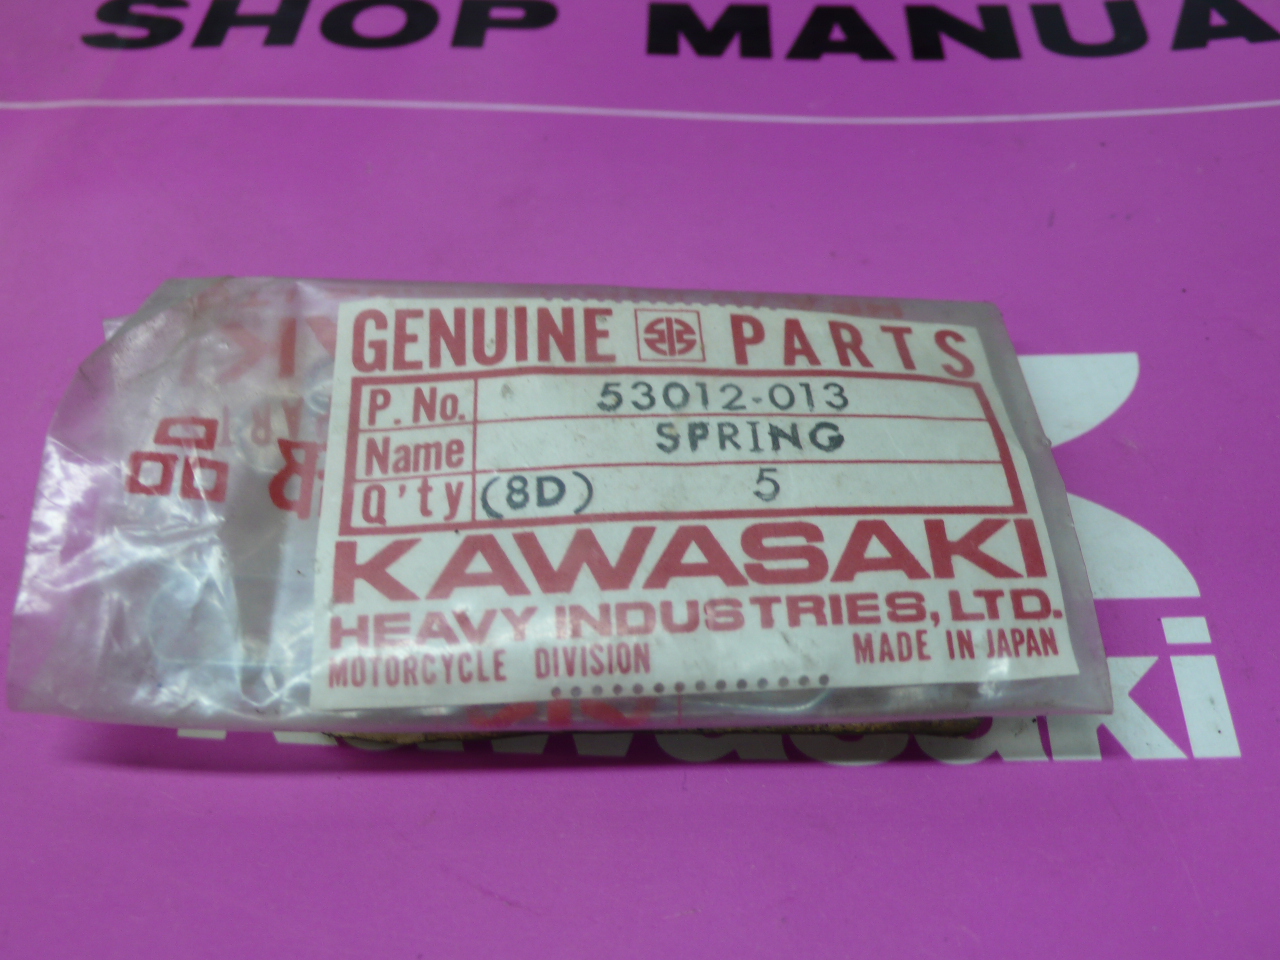 SHOP MANUA
GENUINE PARTS
P. No. 53012-013
Name SPRING
Q'ty (8D) 5
KAWASAKI
HEAVY INDUSTRIES, LTD.
MOTORCYCLE DIVISION MADE IN JAPAN